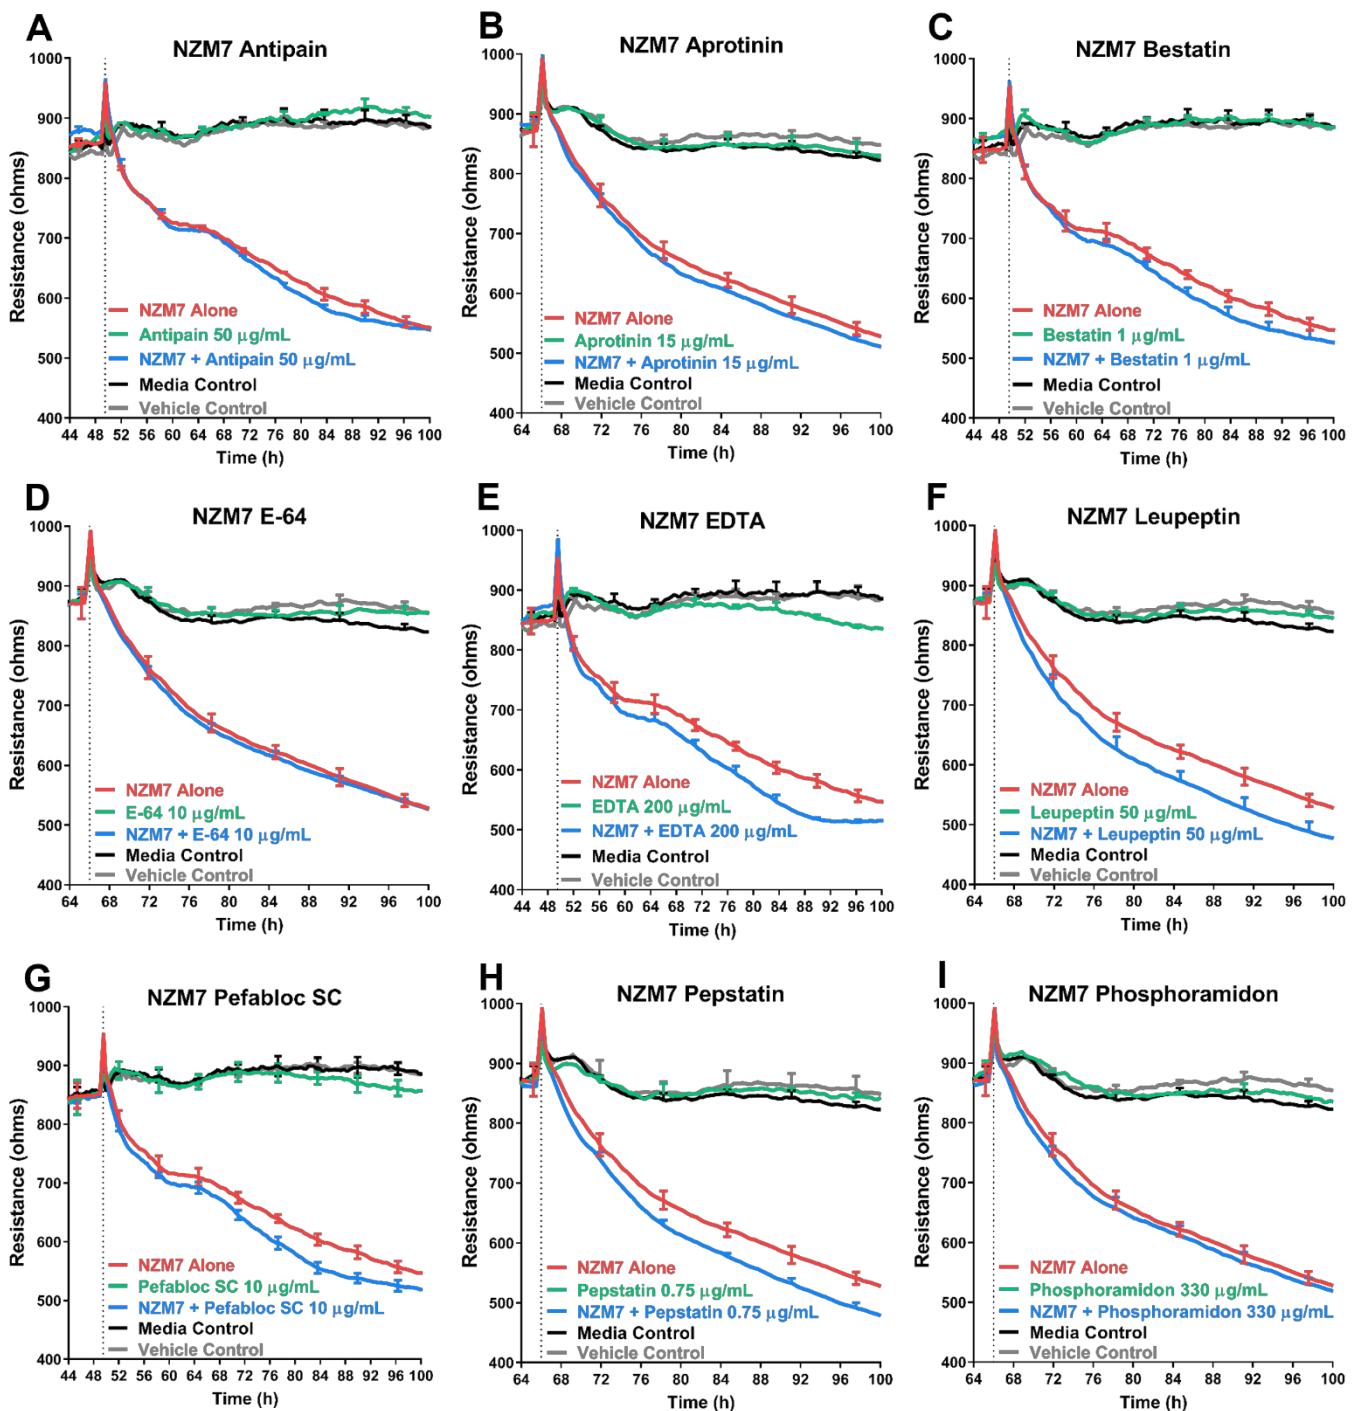 A
NZM7 Antipain
Resistance (ohms)
1000
900
800
700
600
500
400
NZM7 Alone
Antipain 50 μg/mL
NZM7 + Antipain 50 μg/mL
Media Control
Vehicle Control
44 48 52 56 60 64 68 72 76 80 84 88 92 96 100
Time (h)
B
NZM7 Aprotinin
Resistance (ohms)
1000
900
800
700
600
500
400
NZM7 Alone
Aprotinin 15 μg/mL
NZM7 + Aprotinin 15 μg/mL
Media Control
Vehicle Control
64 68 72 76 80 84 88 92 96 100
Time (h)
C
NZM7 Bestatin
Resistance (ohms)
1000
900
800
700
600
500
400
NZM7 Alone
Bestatin 1 μg/mL
NZM7 + Bestatin 1 μg/mL
Media Control
Vehicle Control
44 48 52 56 60 64 68 72 76 80 84 88 92 96 100
Time (h)
D
NZM7 E-64
Resistance (ohms)
1000
900
800
700
600
500
400
NZM7 Alone
E-64 10 μg/mL
NZM7 + E-64 10 μg/mL
Media Control
Vehicle Control
64 68 72 76 80 84 88 92 96 100
Time (h)
E
NZM7 EDTA
Resistance (ohms)
1000
900
800
700
600
500
400
NZM7 Alone
EDTA 200 μg/mL
NZM7 + EDTA 200 μg/mL
Media Control
Vehicle Control
44 48 52 56 60 64 68 72 76 80 84 88 92 96 100
Time (h)
F
NZM7 Leupeptin
Resistance (ohms)
1000
900
800
700
600
500
400
NZM7 Alone
Leupeptin 50 μg/mL
NZM7 + Leupeptin 50 μg/mL
Media Control
Vehicle Control
64 68 72 76 80 84 88 92 96 100
Time (h)
G
NZM7 Pefabloc SC
Resistance (ohms)
1000
900
800
700
600
500
400
NZM7 Alone
Pefabloc SC 10 μg/mL
NZM7 + Pefabloc SC 10 μg/mL
Media Control
Vehicle Control
44 48 52 56 60 64 68 72 76 80 84 88 92 96 100
Time (h)
H
NZM7 Pepstatin
Resistance (ohms)
1000
900
800
700
600
500
400
NZM7 Alone
Pepstatin 0.75 μg/mL
NZM7 + Pepstatin 0.75 μg/mL
Media Control
Vehicle Control
64 68 72 76 80 84 88 92 96 100
Time (h)
I
NZM7 Phosphoramidon
Resistance (ohms)
1000
900
800
700
600
500
400
NZM7 Alone
Phosphoramidon 330 μg/mL
NZM7 + Phosphoramidon 330 μg/mL
Media Control
Vehicle Control
64 68 72 76 80 84 88 92 96 100
Time (h)